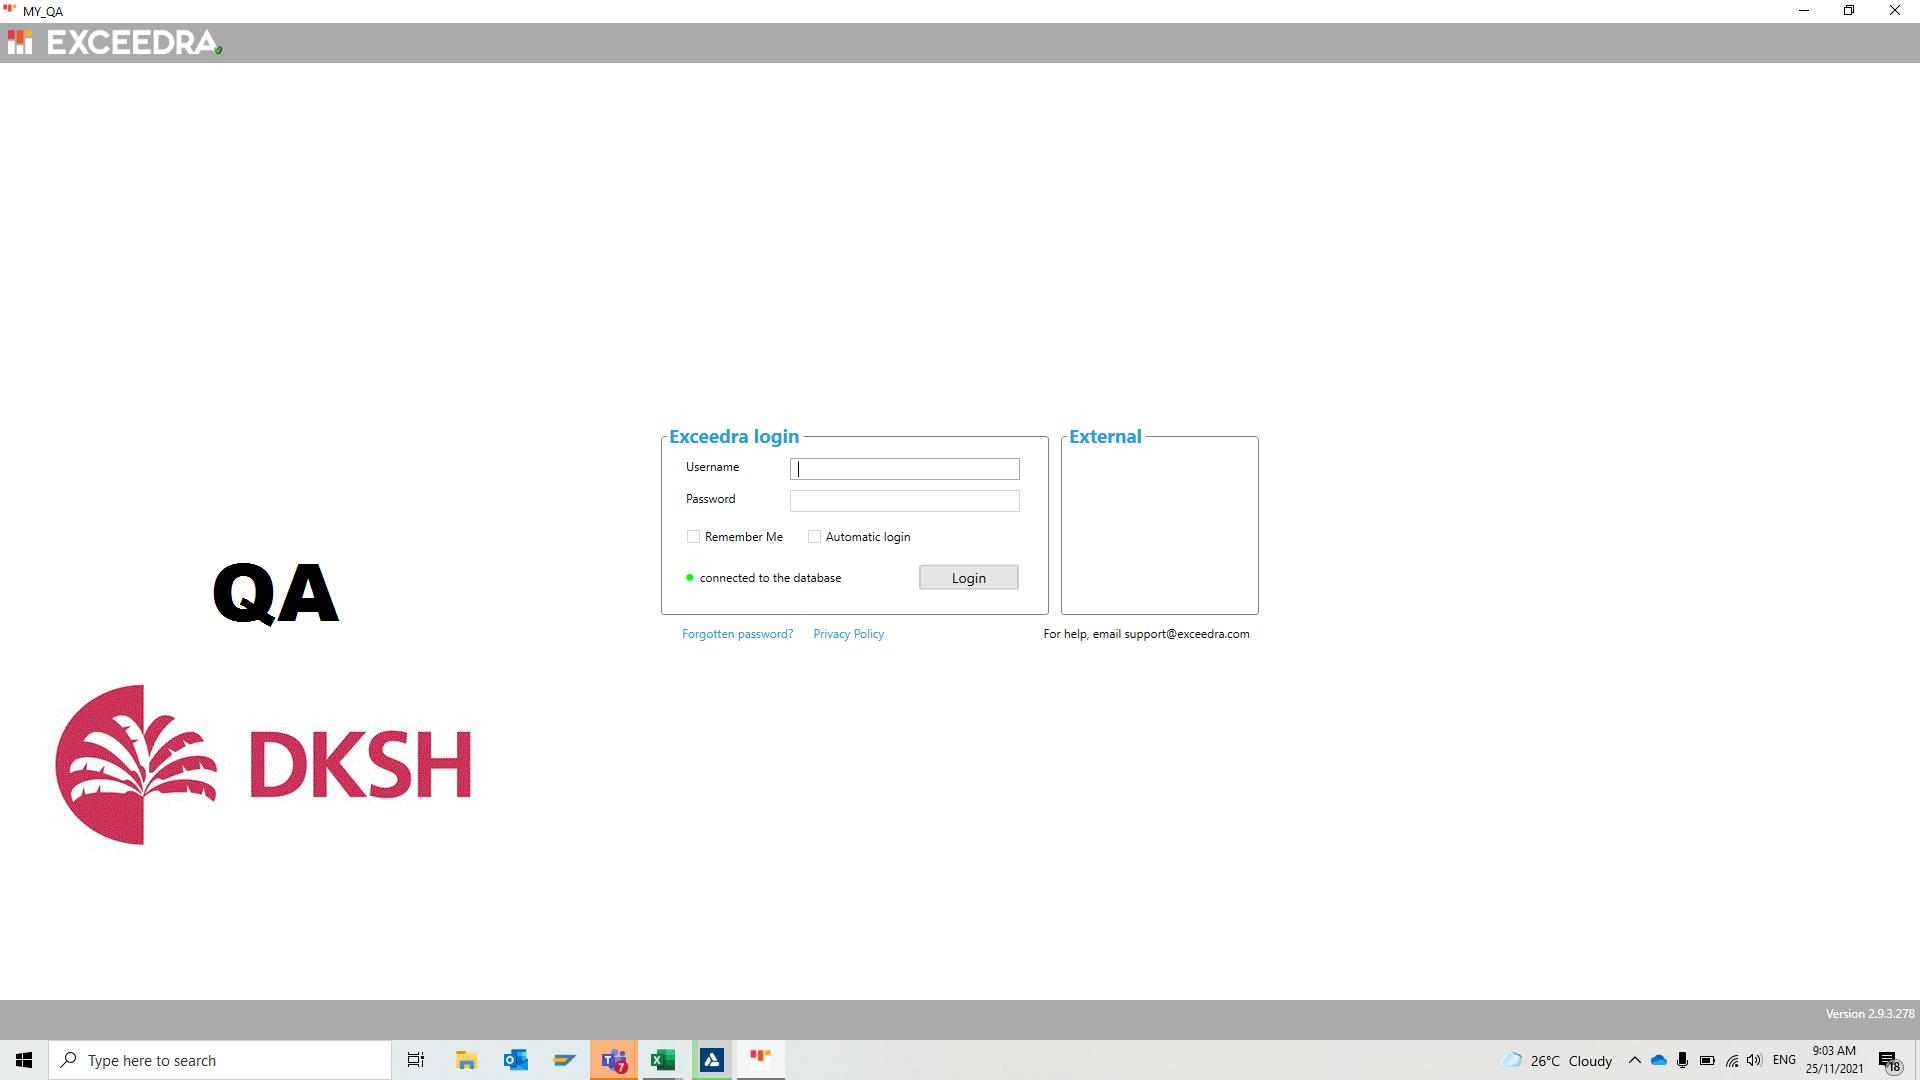 MY_QA
EXCEEDRA
Exceedra login
External
Username
Password
Remember Me Automatic login
connected to the database Login
Forgotten password? Privacy Policy For help, email support@exceedra.com
QA
DKSH
Version 2.9.3.278
Type here to search
7
26°C Cloudy
ENG
9:03 AM
25/11/2021
18